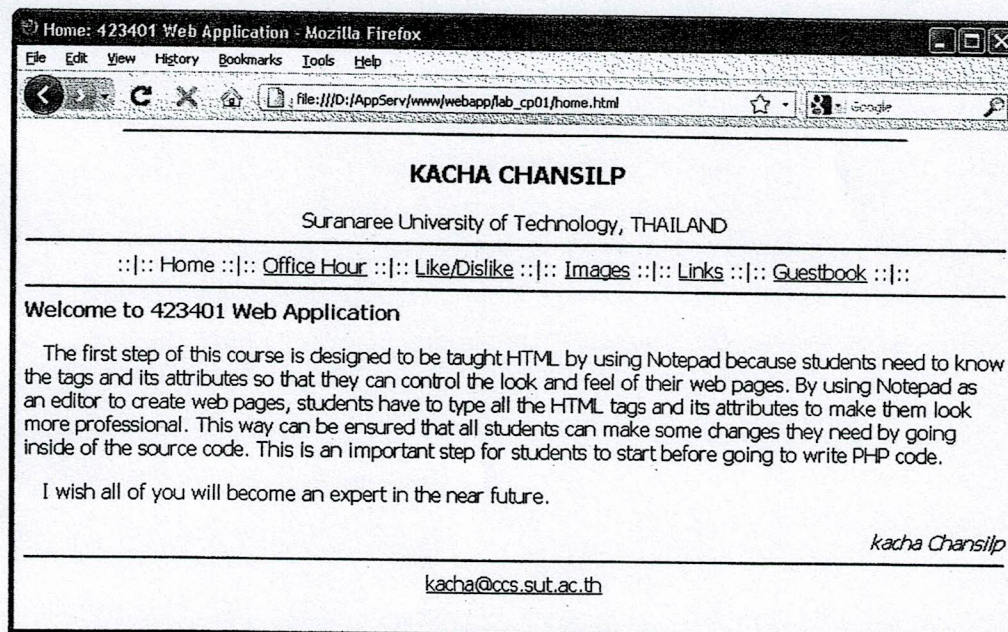 Home: 423401 Web Application - Mozilla Firefox
File Edit View History Bookmarks Tools Help
file:///D:/AppServ/www/webapp/lab_cp01/home.html Google
KACHA CHANSILP
Suranaree University of Technology, THAILAND
::|:: Home ::|:: Office Hour ::|:: Like/Dislike ::|:: Images ::|:: Links ::|:: Guestbook ::|::
Welcome to 423401 Web Application
The first step of this course is designed to be taught HTML by using Notepad because students need to know
the tags and its attributes so that they can control the look and feel of their web pages. By using Notepad as
an editor to create web pages, students have to type all the HTML tags and its attributes to make them look
more professional. This way can be ensured that all students can make some changes they need by going
inside of the source code. This is an important step for students to start before going to write PHP code.
I wish all of you will become an expert in the near future.
kacha Chansilp
kacha@ccs.sut.ac.th